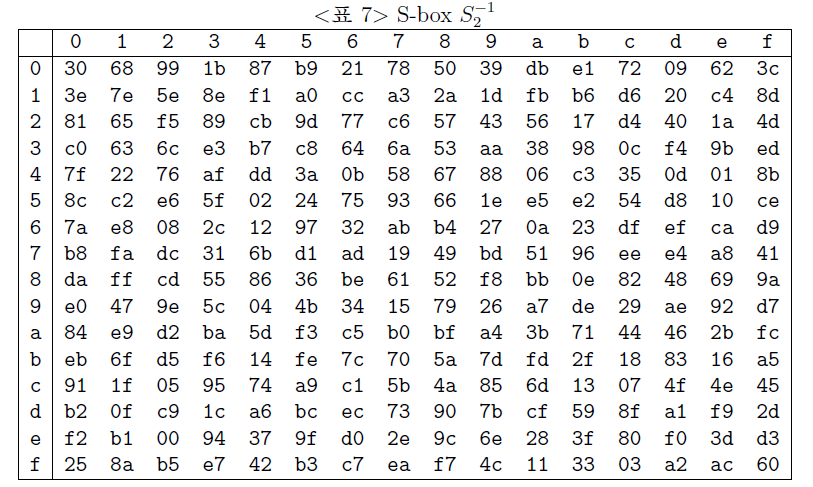 <표 7> S-box $S_2^{-1}$
0 1 2 3 4 5 6 7 8 9 a b c d e f
0 30 68 99 1b 87 b9 21 78 50 39 db e1 72 09 62 3c
1 3e 7e 5e 8e f1 a0 cc a3 2a 1d fb b6 d6 20 c4 8d
2 81 65 f5 89 cb 9d 77 c6 57 43 56 17 d4 40 1a 4d
3 c0 63 6c e3 b7 c8 64 6a 53 aa 38 98 0c f4 9b ed
4 7f 22 76 af dd 3a 0b 58 67 88 06 c3 35 0d 01 8b
5 8c c2 e6 5f 02 24 75 93 66 1e e5 e2 54 d8 10 ce
6 7a e8 08 2c 12 97 32 ab b4 27 0a 23 df ef ca d9
7 b8 fa dc 31 6b d1 ad 19 49 bd 51 96 ee e4 a8 41
8 da ff cd 55 86 36 be 61 52 f8 bb 0e 82 48 69 9a
9 e0 47 9e 5c 04 4b 34 15 79 26 a7 de 29 ae 92 d7
a 84 e9 d2 ba 5d f3 c5 b0 bf a4 3b 71 44 46 2b fc
b eb 6f d5 f6 14 fe 7c 70 5a 7d fd 2f 18 83 16 a5
c 91 1f 05 95 74 a9 c1 5b 4a 85 6d 13 07 4f 4e 45
d b2 0f c9 1c a6 bc ec 73 90 7b cf 59 8f a1 f9 2d
e f2 b1 00 94 37 9f d0 2e 9c 6e 28 3f 80 f0 3d d3
f 25 8a b5 e7 42 b3 c7 ea f7 4c 11 33 03 a2 ac 60